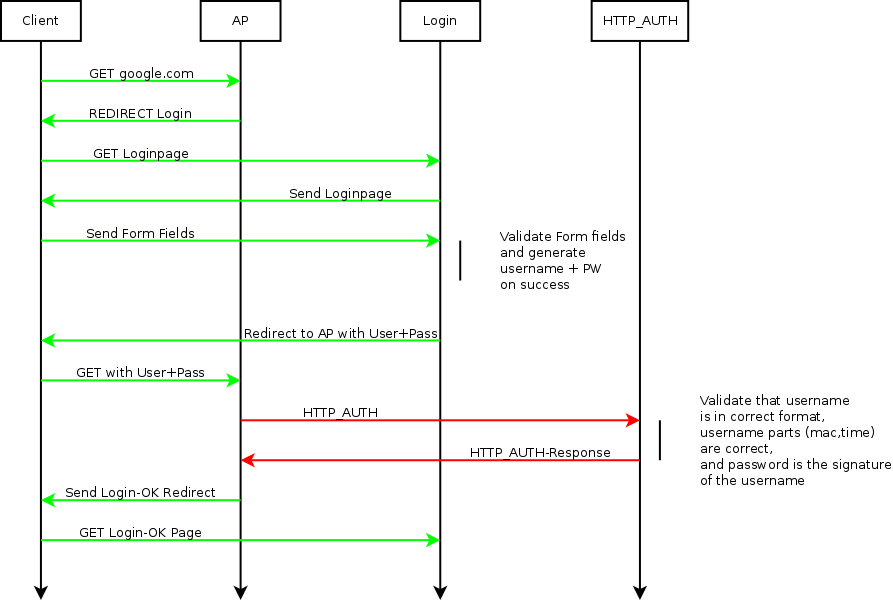 Client
AP
Login
HTTP_AUTH
GET google.com
REDIRECT Login
GET Loginpage
Send Loginpage
Send Form Fields
Validate Form fields
and generate
username + PW
on success
Redirect to AP with User+Pass
GET with User+Pass
HTTP_AUTH
Validate that username
is in correct format,
username parts (mac,time)
are correct,
and password is the signature
of the username
HTTP_AUTH-Response
Send Login-OK Redirect
GET Login-OK Page